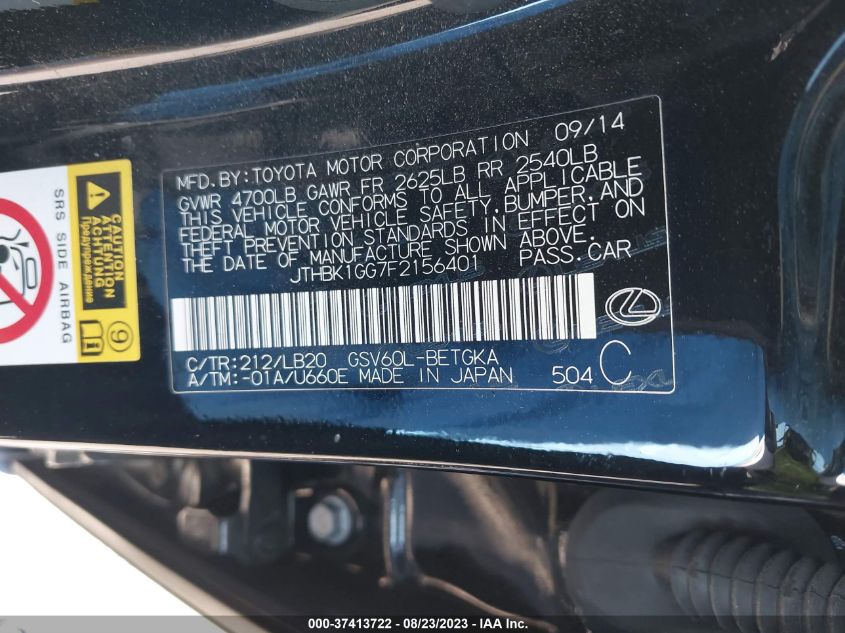 MFD. BY: TOYOTA MOTOR CORPORATION 09/14
GVWR 4700LB GAWR FR 2625LB RR 2540LB
THIS VEHICLE CONFORMS TO ALL APPLICABLE
FEDERAL MOTOR VEHICLE SAFETY, BUMPER, AND
THEFT PREVENTION STANDARDS IN EFFECT ON
THE DATE OF MANUFACTURE SHOWN ABOVE.
JTHBK1GG7F2156401 PASS. CAR
C/TR: 212/LB20 GSV60L-BETGKA
A/TM: -01A/U660E MADE IN JAPAN 504 C
SRS SIDE AIRBAG
CAUTION
ATTENTION
ACHTUNG
Предупреждение
9
000-37413722 - 08/23/2023 - IAA Inc.